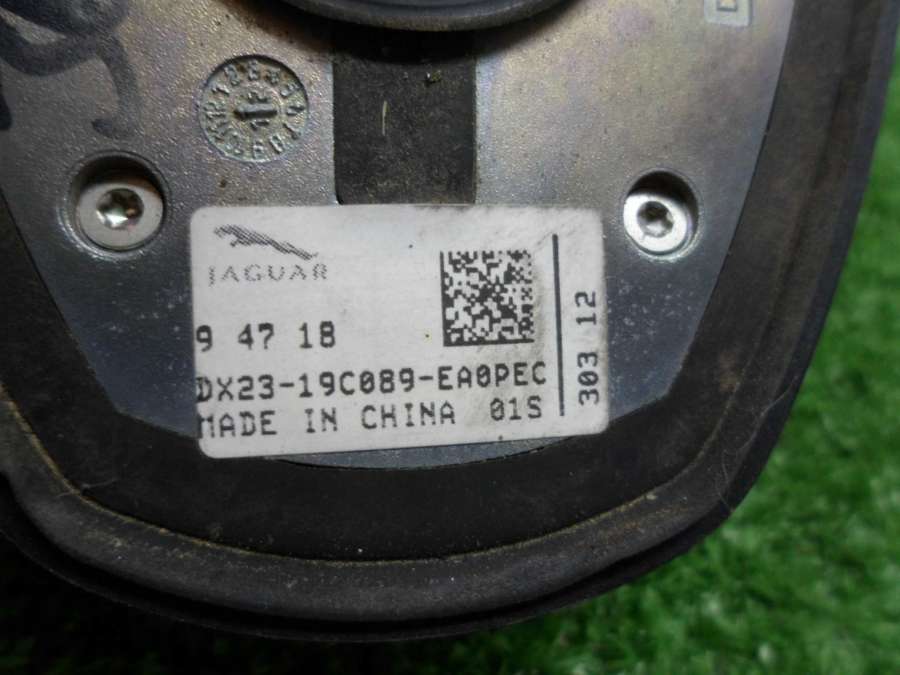 JAGUAR
9 47 18
DX23-19C089-EA0PEC
MADE IN CHINA 01S
303 12